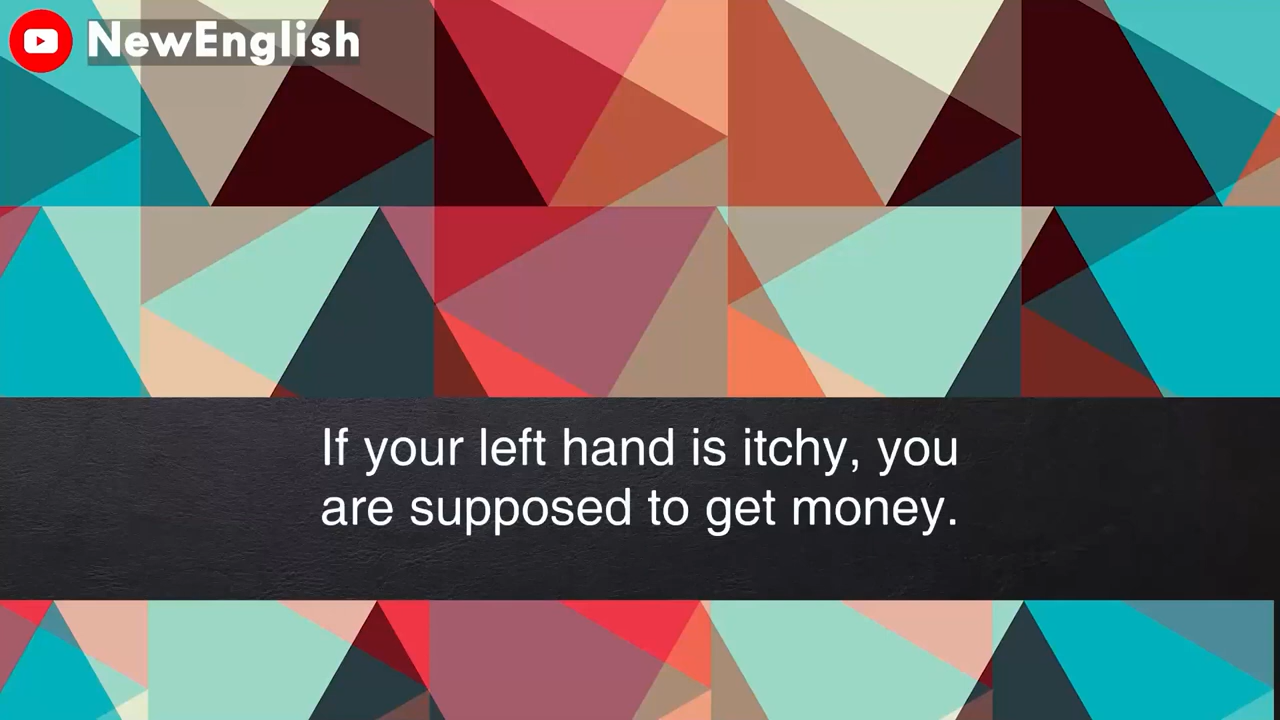 NewEnglish
If your left hand is itchy, you
are supposed to get money.